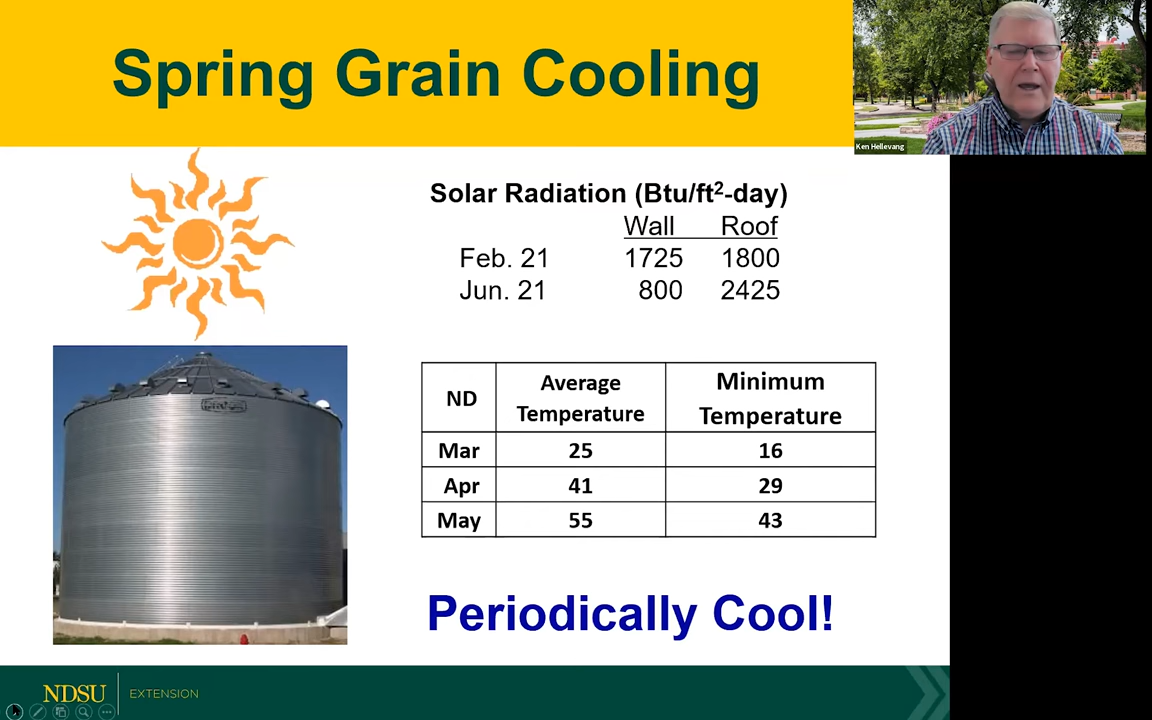 Spring Grain Cooling
Ken Hellevang
Solar Radiation (Btu/ft²-day)
Wall Roof
Feb. 21 1725 1800
Jun. 21 800 2425
ND Average Temperature Minimum Temperature
Mar 25 16
Apr 41 29
May 55 43
Periodically Cool!
NDSU EXTENSION